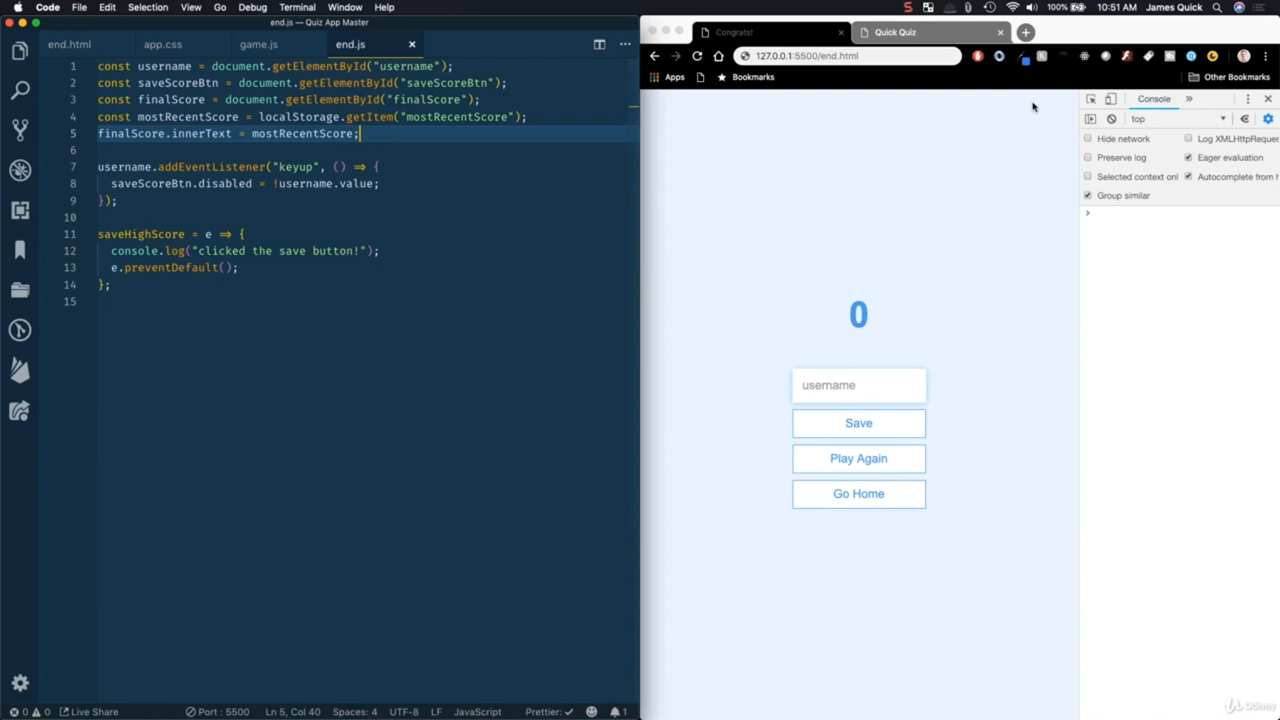 Code File Edit Selection View Go Debug Terminal Window Help 100% 10:51 AM James Quick
end.js — Quiz App Master
end.html app.css game.js end.js
1 const username = document.getElementById("username");
2 const saveScoreBtn = document.getElementById("saveScoreBtn");
3 const finalScore = document.getElementById("finalScore");
4 const mostRecentScore = localStorage.getItem("mostRecentScore");
5 finalScore.innerText = mostRecentScore;
6
7 username.addEventListener("keyup", () => {
8 saveScoreBtn.disabled = !username.value;
9 });
10
11 saveHighScore = e => {
12 console.log("clicked the save button!");
13 e.preventDefault();
14 };
15
0 0 Live Share Port : 5500 Ln 5, Col 40 Spaces: 4 UTF-8 LF JavaScript Prettier: ✓ 1
Congrats! Quick Quiz
127.0.0.1:5500/end.html
Apps Bookmarks Other Bookmarks
0
username
Save
Play Again
Go Home
Console
top
Hide network Log XMLHttpReque
Preserve log Eager evaluation
Selected context onl Autocomplete from h
Group similar
Udemy